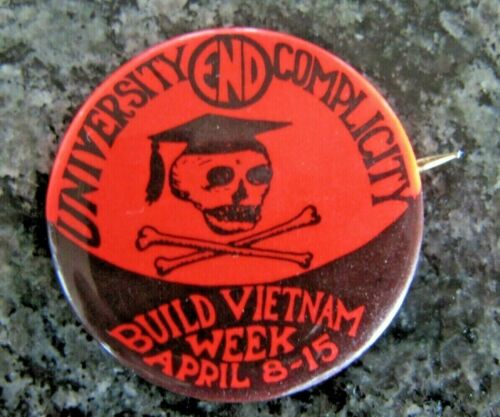 UNIVERSITY END COMPLICITY
BUILD VIETNAM
WEEK
APRIL 8-15